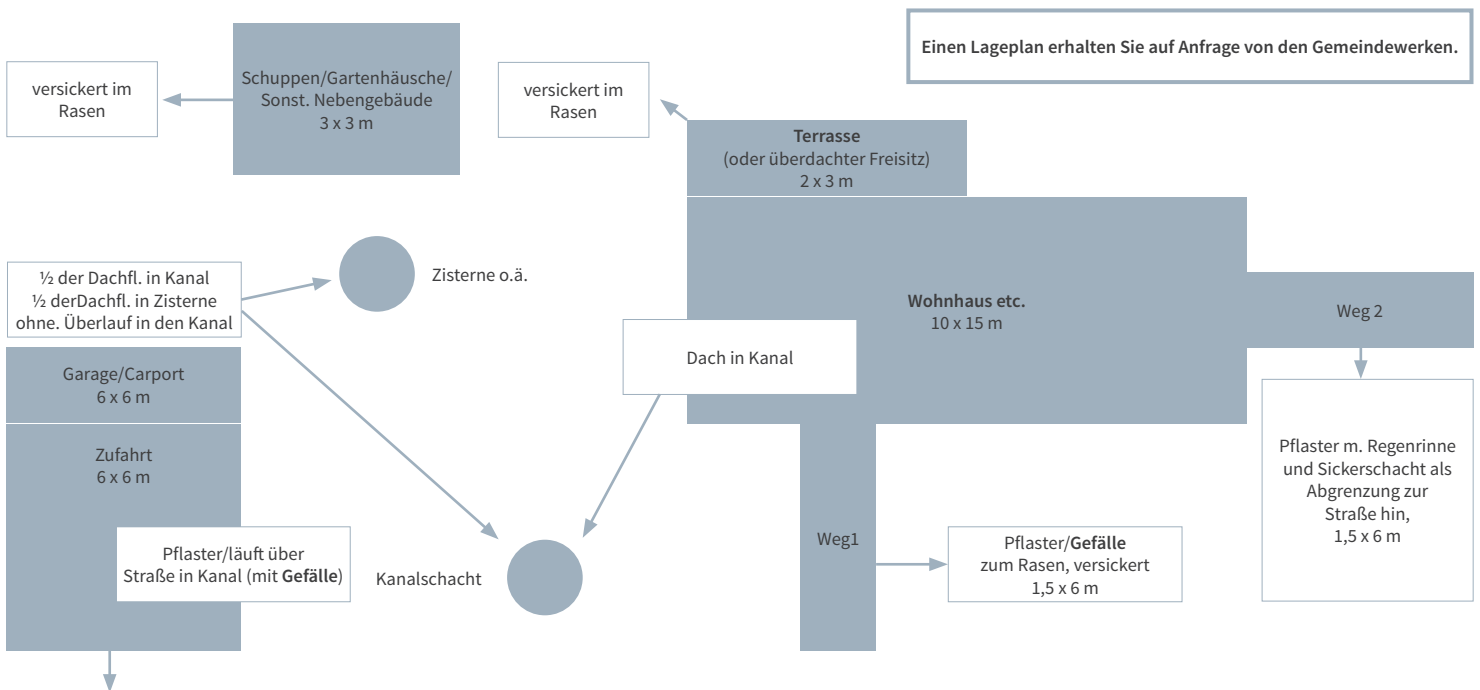 Einen Lageplan erhalten Sie auf Anfrage von den Gemeindewerken.
versickert im
Rasen
Schuppen/Gartenhäusche/
Sonst. Nebengebäude
3 x 3 m
versickert im
Rasen
Terrasse
(oder überdachter Freisitz)
2 x 3 m
½ der Dachfl. in Kanal
½ derDachfl. in Zisterne
ohne. Überlauf in den Kanal
Zisterne o.ä.
Wohnhaus etc.
10 x 15 m
Weg 2
Dach in Kanal
Garage/Carport
6 x 6 m
Zufahrt
6 x 6 m
Pflaster m. Regenrinne
und Sickerschacht als
Abgrenzung zur
Straße hin,
1,5 x 6 m
Pflaster/läuft über
Straße in Kanal (mit Gefälle)
Kanalschacht
Weg1
Pflaster/Gefälle
zum Rasen, versickert
1,5 x 6 m